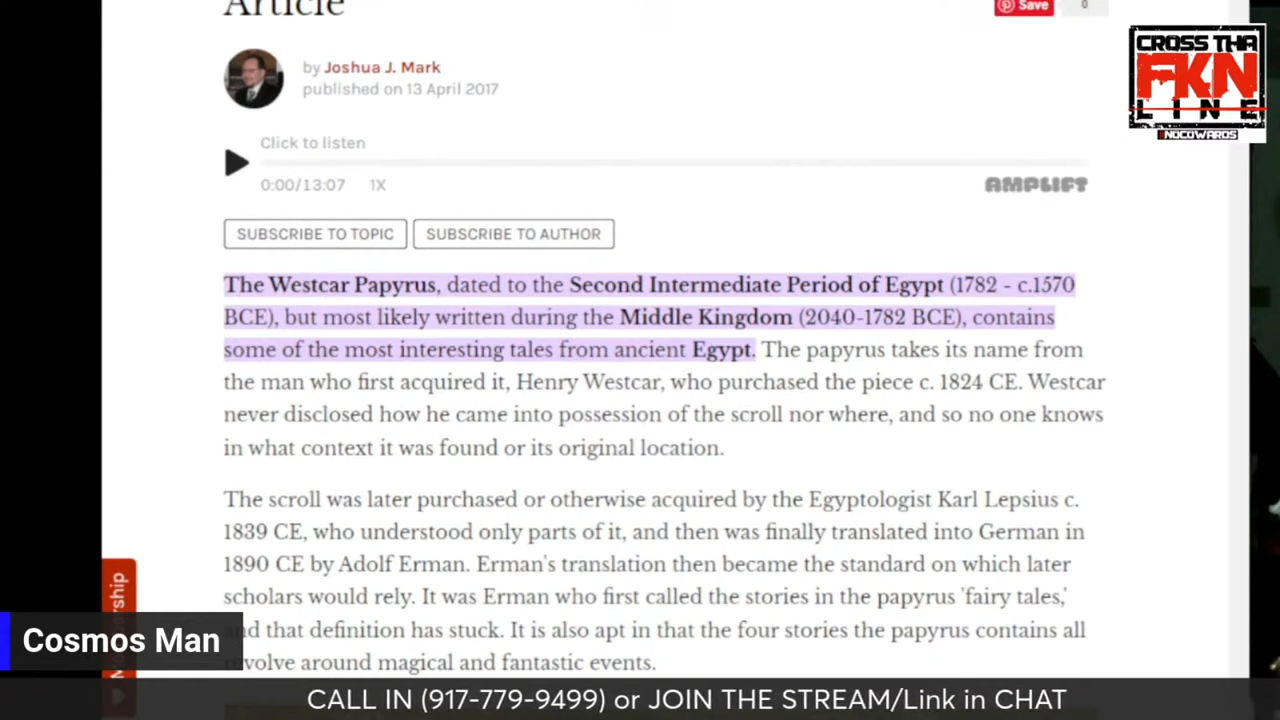 Article
Save
0
CROSS THA
FKN
LINE
#NOCOWARDS
by Joshua J. Mark
published on 13 April 2017
Click to listen
0:00/13:07 1X
AMPLIFT
SUBSCRIBE TO TOPIC SUBSCRIBE TO AUTHOR
The Westcar Papyrus, dated to the Second Intermediate Period of Egypt (1782 - c.1570
BCE), but most likely written during the Middle Kingdom (2040-1782 BCE), contains
some of the most interesting tales from ancient Egypt. The papyrus takes its name from
the man who first acquired it, Henry Westcar, who purchased the piece c. 1824 CE. Westcar
never disclosed how he came into possession of the scroll nor where, and so no one knows
in what context it was found or its original location.
The scroll was later purchased or otherwise acquired by the Egyptologist Karl Lepsius c.
1839 CE, who understood only parts of it, and then was finally translated into German in
1890 CE by Adolf Erman. Erman's translation then became the standard on which later
scholars would rely. It was Erman who first called the stories in the papyrus 'fairy tales,'
and that definition has stuck. It is also apt in that the four stories the papyrus contains all
revolve around magical and fantastic events.
Cosmos Man
CALL IN (917-779-9499) or JOIN THE STREAM/Link in CHAT